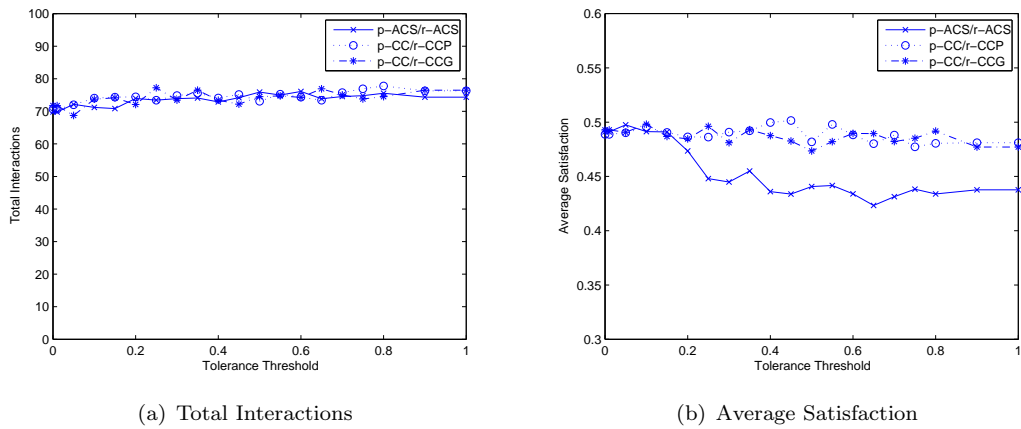 100
90
80
70
60
50
40
30
20
10
0
0 0.2 0.4 0.6 0.8 1
Total Interactions
Tolerance Threshold
p−ACS/r−ACS
p−CC/r−CCP
p−CC/r−CCG
(a) Total Interactions
0.6
0.55
0.5
0.45
0.4
0.35
0.3
0 0.2 0.4 0.6 0.8 1
Average Satisfaction
Tolerance Threshold
p−ACS/r−ACS
p−CC/r−CCP
p−CC/r−CCG
(b) Average Satisfaction